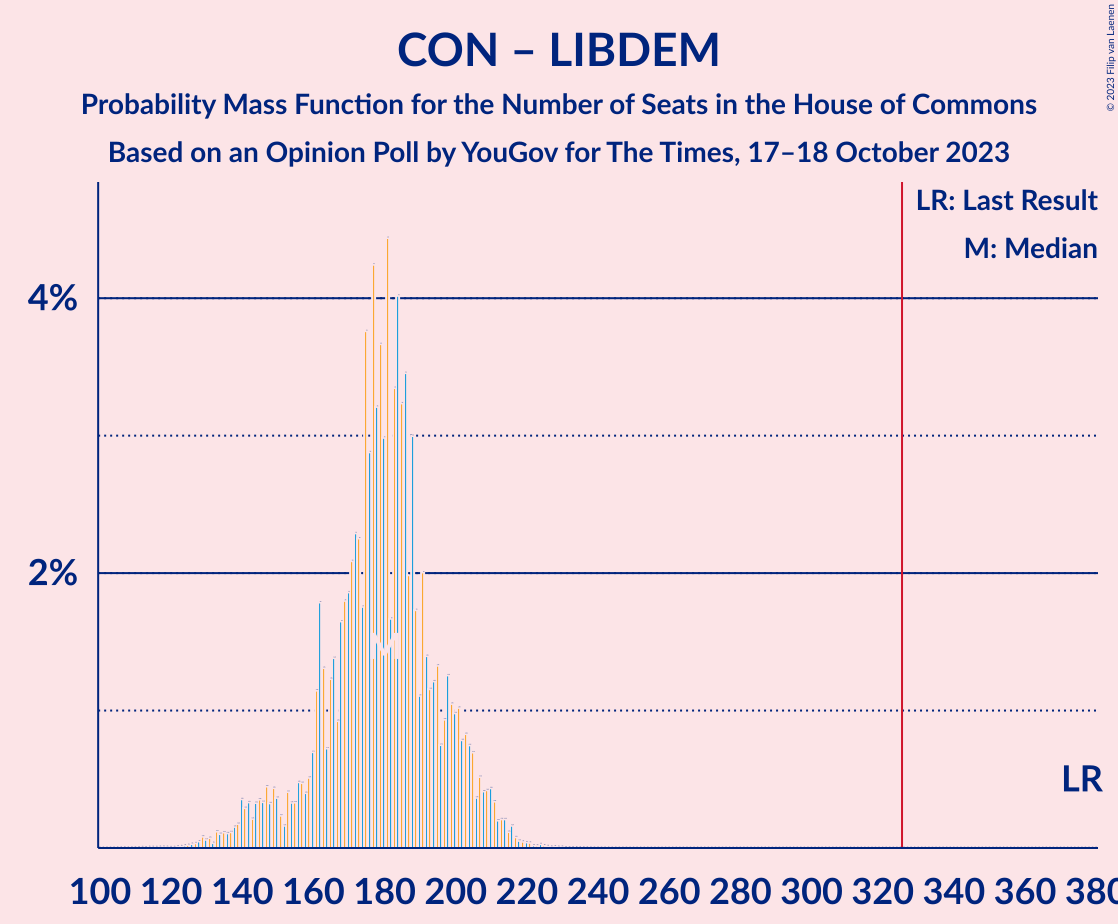 CON – LIBDEM
Probability Mass Function for the Number of Seats in the House of Commons
Based on an Opinion Poll by YouGov for The Times, 17–18 October 2023
© 2023 Filip van Laenen
LR: Last Result
M: Median
4%
2%
LR
100 120 140 160 180 200 220 240 260 280 300 320 340 360 380